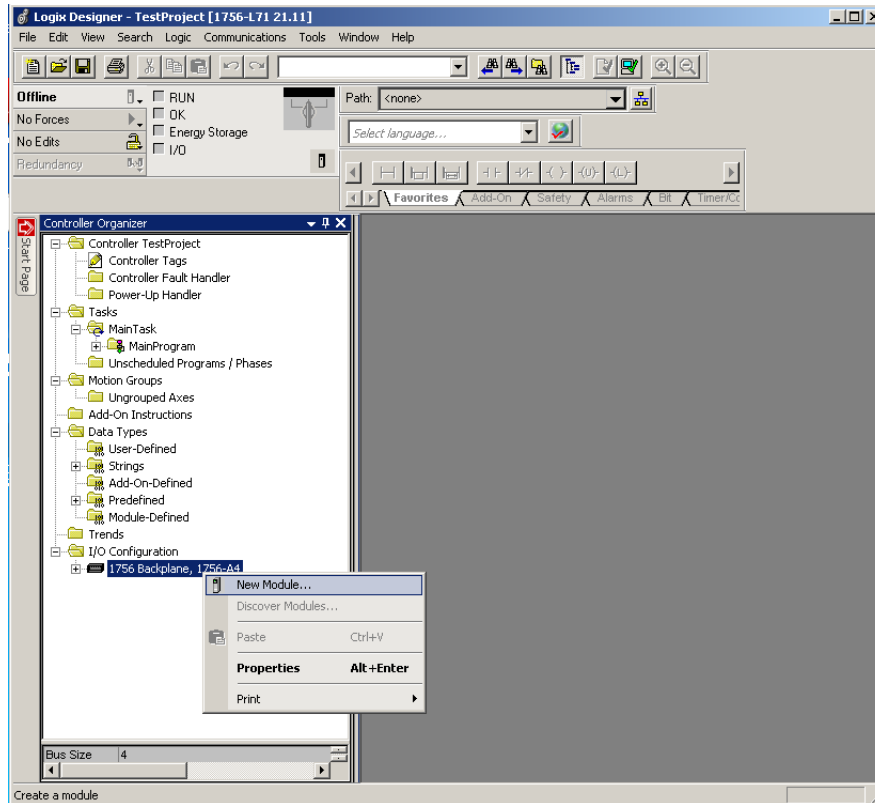 Logix Designer - TestProject [1756-L71 21.11]
File Edit View Search Logic Communications Tools Window Help
Offline
RUN
Path: <none>
No Forces
OK
No Edits
Energy Storage
Select language...
Redundancy
I/O
Favorites Add-On Safety Alarms Bit Timer/Cc
Start Page
Controller Organizer
Controller TestProject
Controller Tags
Controller Fault Handler
Power-Up Handler
Tasks
MainTask
MainProgram
Unscheduled Programs / Phases
Motion Groups
Ungrouped Axes
Add-On Instructions
Data Types
User-Defined
Strings
Add-On-Defined
Predefined
Module-Defined
Trends
I/O Configuration
1756 Backplane, 1756-A4
New Module...
Discover Modules...
Paste Ctrl+V
Properties Alt+Enter
Print
Bus Size 4
Create a module